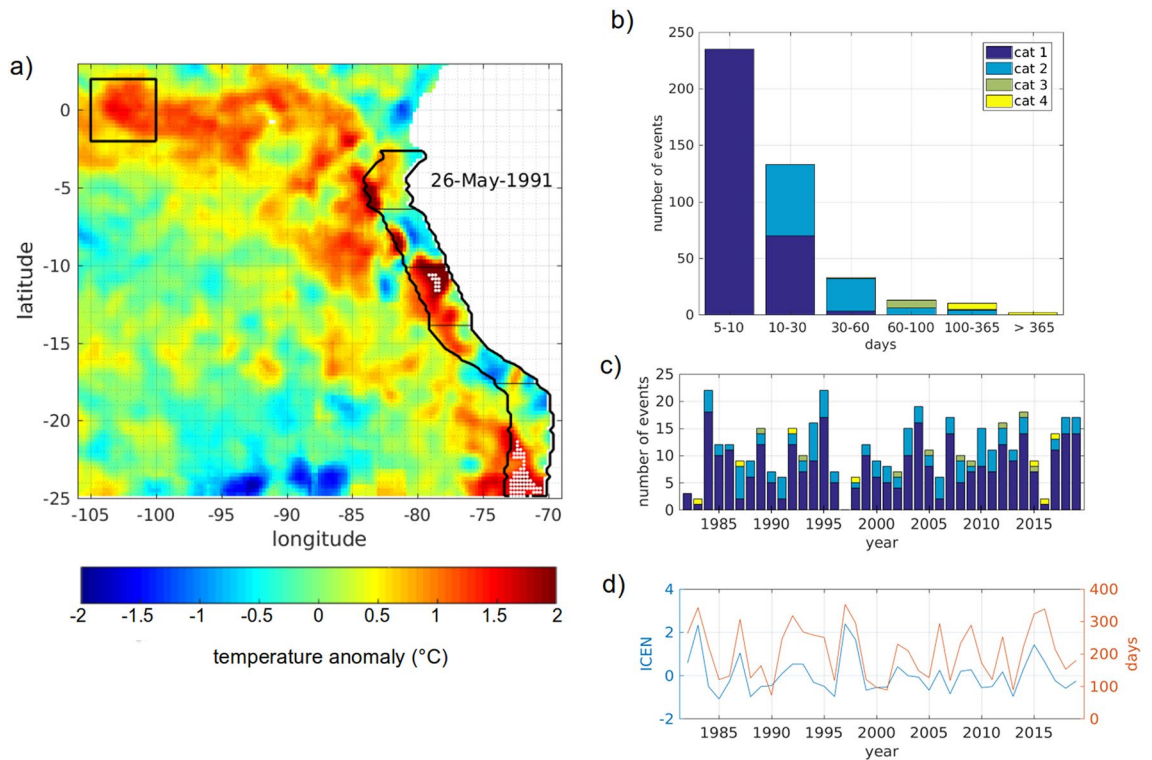 a)
0
-5
-10
-15
-20
-25
latitude
-105 -100 -95 -90 -85 -80 -75 -70
longitude
26-May-1991
-2 -1.5 -1 -0.5 0 0.5 1 1.5 2
temperature anomaly (°C)
b)
250
200
150
100
50
0
number of events
cat 1
cat 2
cat 3
cat 4
5-10 10-30 30-60 60-100 100-365 > 365
days
c)
25
20
15
10
5
0
number of events
1985 1990 1995 2000 2005 2010 2015
year
d)
4
2
0
-2
ICEN
400
300
200
100
0
days
1985 1990 1995 2000 2005 2010 2015
year